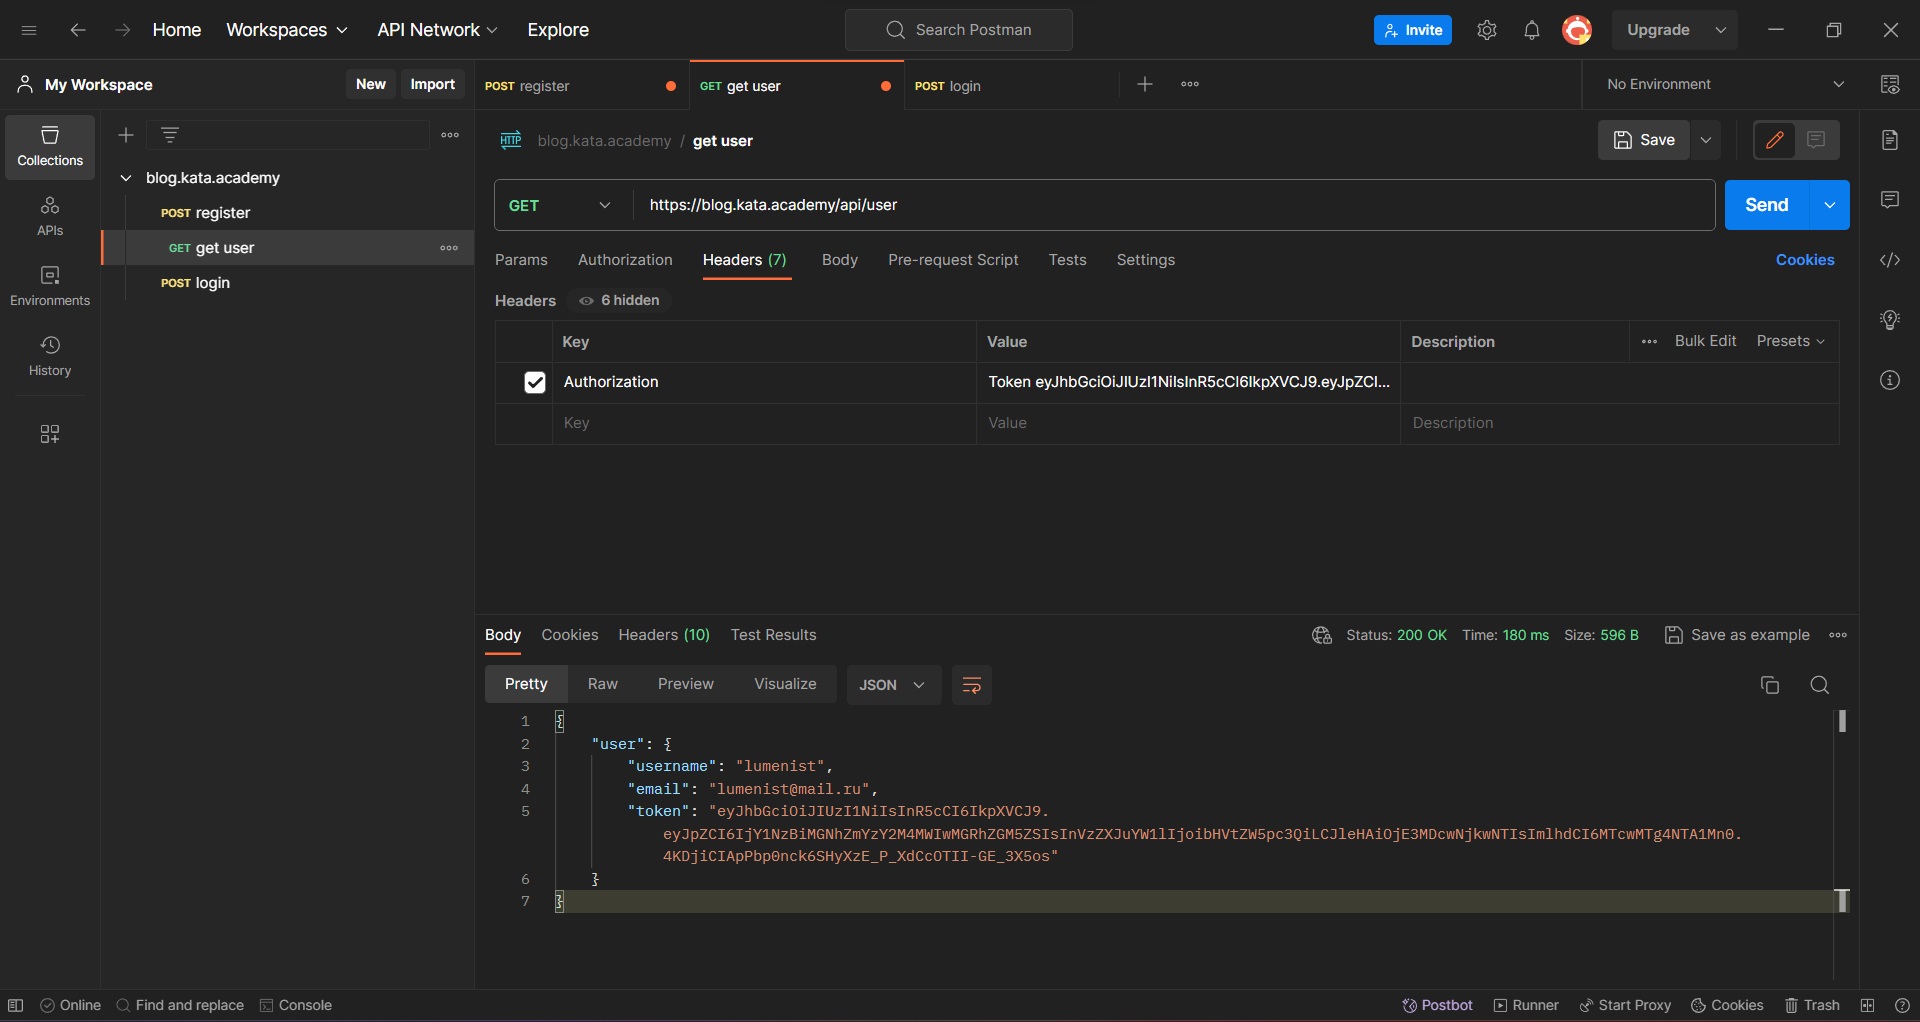 Home Workspaces API Network Explore Search Postman Invite Upgrade
My Workspace New Import POST register GET get user POST login No Environment
Collections
APIs
Environments
History
blog.kata.academy
POST register
GET get user
POST login
HTTP blog.kata.academy / get user Save
GET https://blog.kata.academy/api/user Send
Params Authorization Headers (7) Body Pre-request Script Tests Settings Cookies
Headers 6 hidden
Key Value Description Bulk Edit Presets
Authorization Token eyJhbGciOiJIUzI1NiIsInR5cCI6IkpXVCJ9.eyJpZCI...
Key Value Description
Body Cookies Headers (10) Test Results Status: 200 OK Time: 180 ms Size: 596 B Save as example
Pretty Raw Preview Visualize JSON
1 {
2 "user": {
3 "username": "lumenist",
4 "email": "lumenist@mail.ru",
5 "token": "eyJhbGciOiJIUzI1NiIsInR5cCI6IkpXVCJ9.
eyJpZCI6IjY1NzBiMGNhZmYzY2M4MWIwMGRhZGM5ZSIsInVzZXJuYW1lIjoibHVtZW5pc3QiLCJleHAiOjE3MDcwNjkwNTIsImlhdCI6MTcwMTg4NTA1Mn0.
4KDjiCIApPbp0nck6SHyXzE_P_XdCcOTII-GE_3X5os"
6 }
7 }
Online Find and replace Console Postbot Runner Start Proxy Cookies Trash